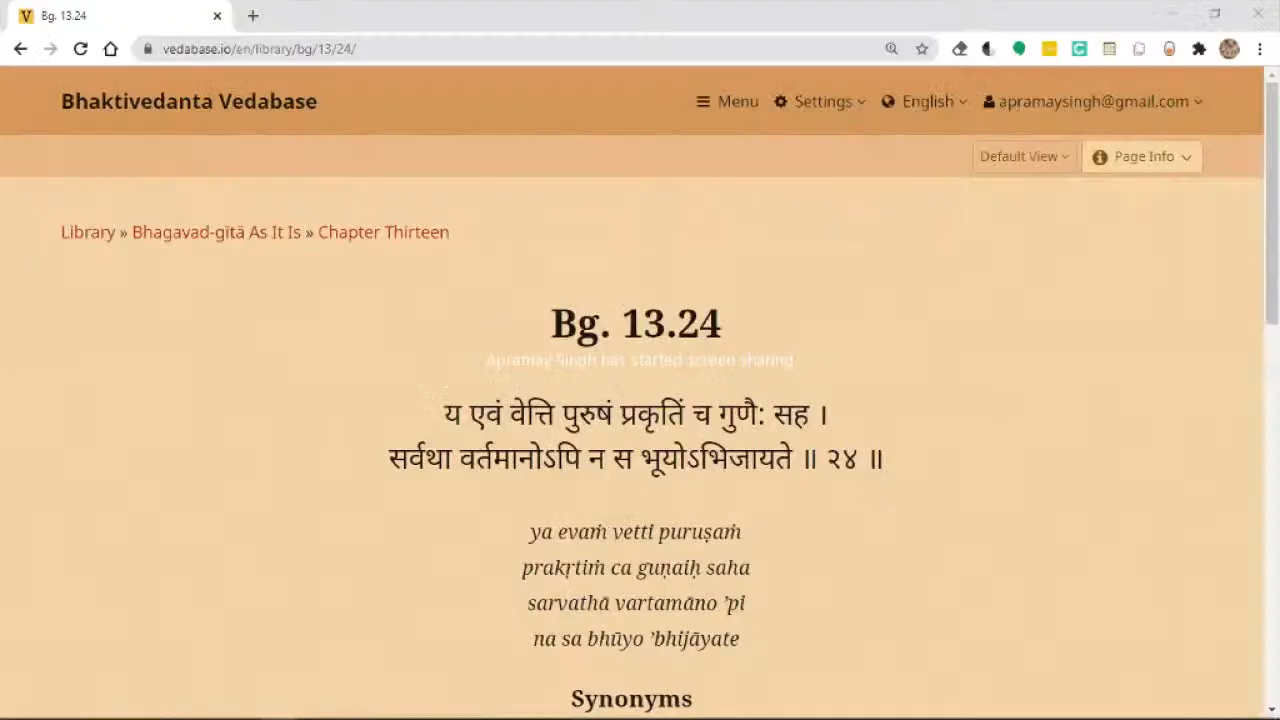 Bg. 13.24
vedabase.io/en/library/bg/13/24/
Bhaktivedanta Vedabase
Menu Settings English apramaysingh@gmail.com
Default View Page Info
Library » Bhagavad-gītā As It Is » Chapter Thirteen
Bg. 13.24
Apramay Singh has started screen sharing
य एवं वेत्ति पुरुषं प्रकृतिं च गुणै: सह ।
सर्वथा वर्तमानोऽपि न स भूयोऽभिजायते ॥ २४ ॥
ya evaṁ vetti puruṣaṁ
prakṛtiṁ ca guṇaiḥ saha
sarvathā vartamāno ’pi
na sa bhūyo ’bhijāyate
Synonyms